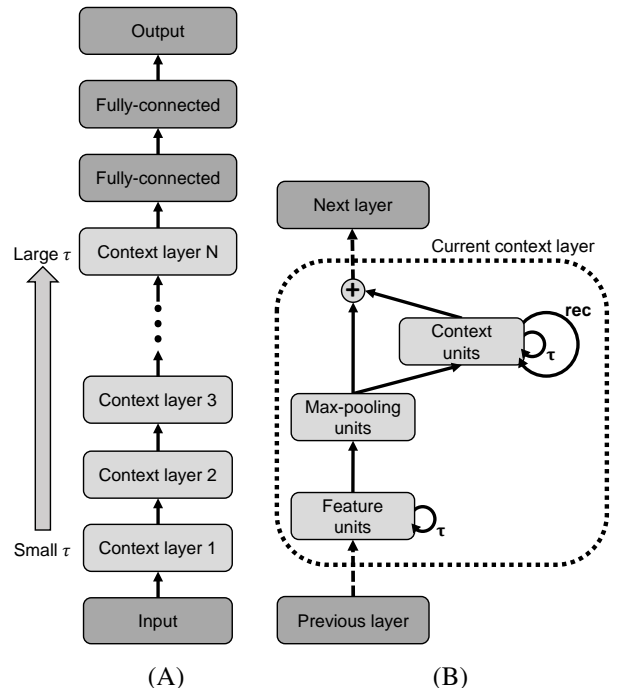 Output
Fully-connected
Fully-connected
Large τ
Context layer N
Context layer 3
Context layer 2
Small τ
Context layer 1
Input
(A)
Next layer
Current context layer
+
rec
Context
units
τ
Max-pooling
units
Feature
units
τ
Previous layer
(B)